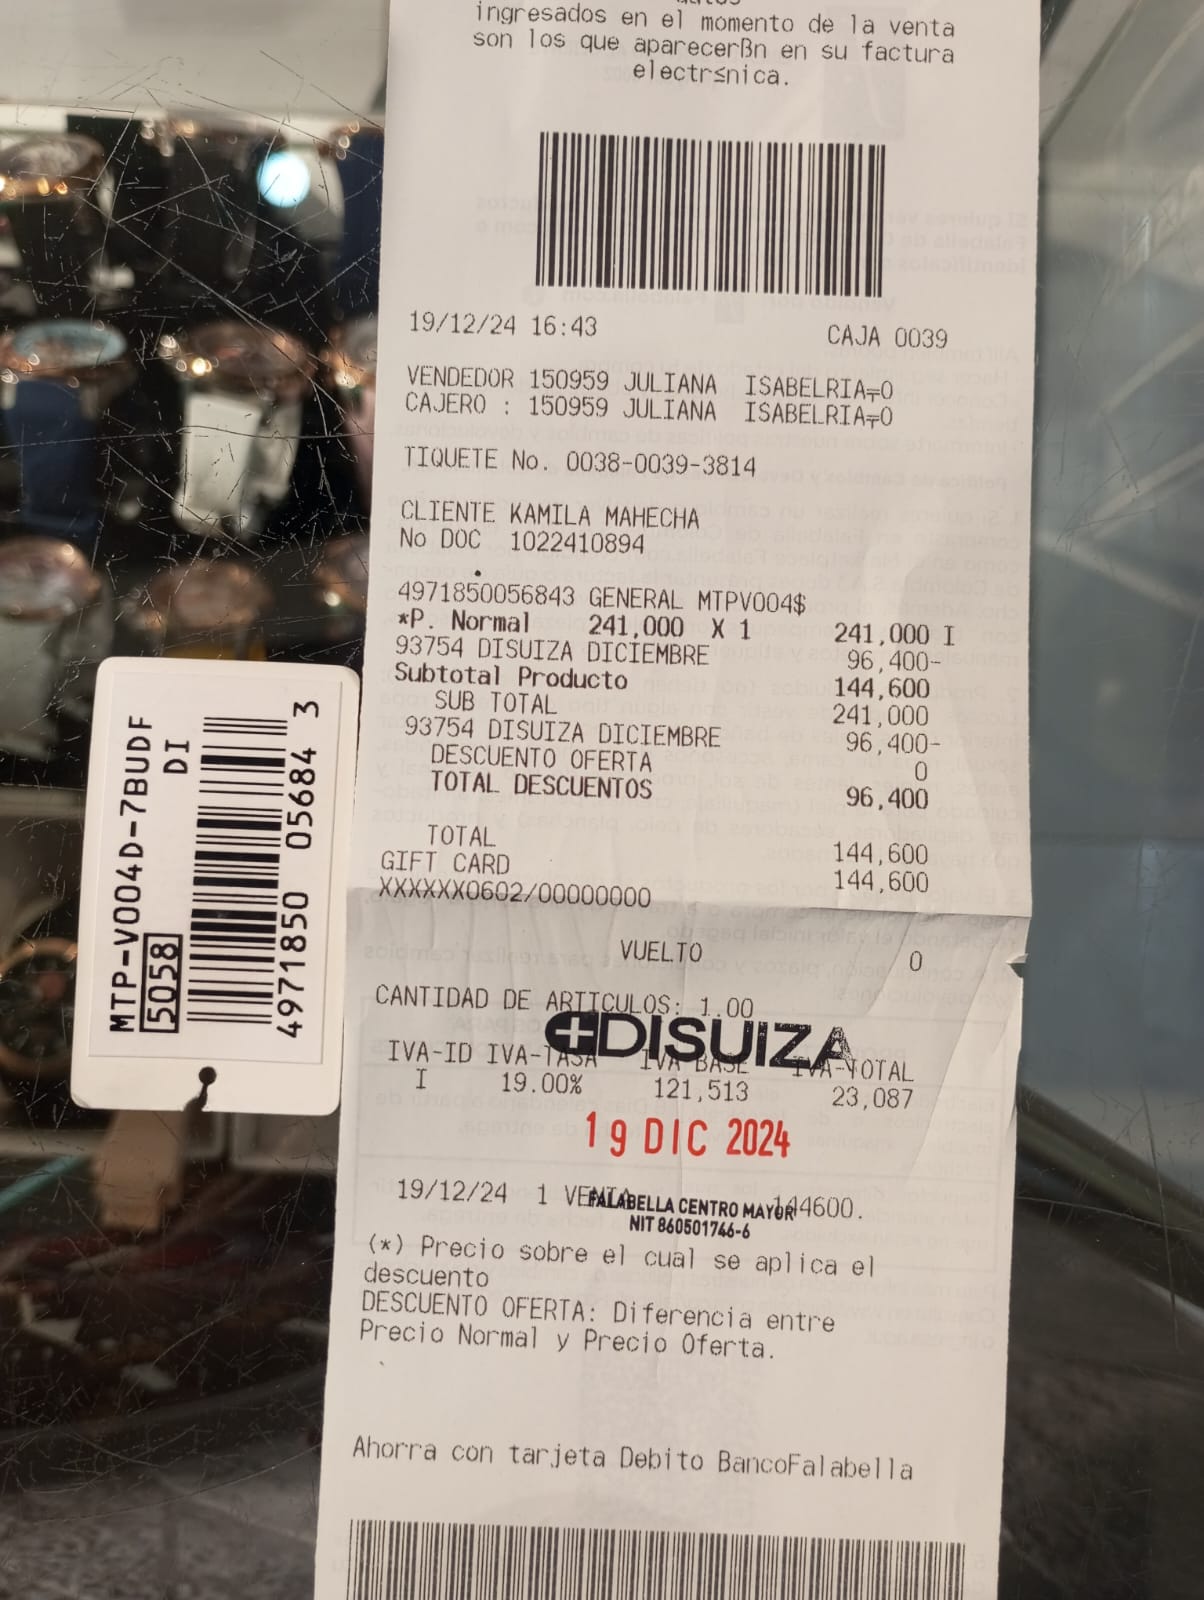 ingresados en el momento de la venta
son los que aparecerßn en su factura
electr≤nica.
19/12/24 16:43 CAJA 0039
VENDEDOR 150959 JULIANA ISABELRIA╤O
CAJERO : 150959 JULIANA ISABELRIA╤O
TIQUETE No. 0038-0039-3814
CLIENTE KAMILA MAHECHA
No DOC 1022410894
4971850056843 GENERAL MTPV004$
*P. Normal 241,000 X 1 241,000 I
93754 DISUIZA DICIEMBRE 96,400-
Subtotal Producto 144,600
SUB TOTAL 241,000
93754 DISUIZA DICIEMBRE 96,400-
DESCUENTO OFERTA 0
TOTAL DESCUENTOS 96,400
TOTAL 144,600
GIFT CARD 144,600
XXXXXX0602/00000000
VUELTO 0
CANTIDAD DE ARTICULOS: 1.00
DISUIZA
IVA-ID IVA-TASA IVA BASE IVA-TOTAL
I 19.00% 121,513 23,087
19 DIC 2024
19/12/24 1 VENTA 144600.
FALABELLA CENTRO MAYOR
NIT 860501746-6
(*) Precio sobre el cual se aplica el
descuento
DESCUENTO OFERTA: Diferencia entre
Precio Normal y Precio Oferta.
Ahorra con tarjeta Debito BancoFalabella
MTP-V004D-7BUDF
5058 DI
4971850 05684 3